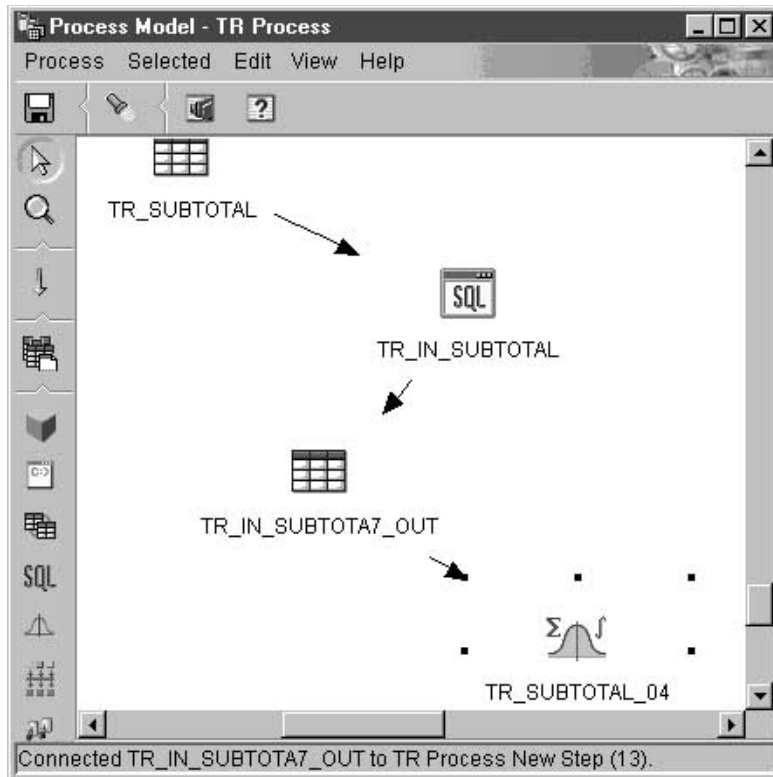 Process Model - TR Process
Process Selected Edit View Help
TR_SUBTOTAL
SQL
TR_IN_SUBTOTAL
TR_IN_SUBTOTA7_OUT
SQL
TR_SUBTOTAL_04
Connected TR_IN_SUBTOTA7_OUT to TR Process New Step (13).